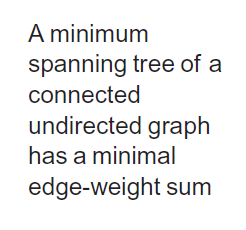 A minimum
spanning tree of a
connected
undirected graph
has a minimal
edge-weight sum